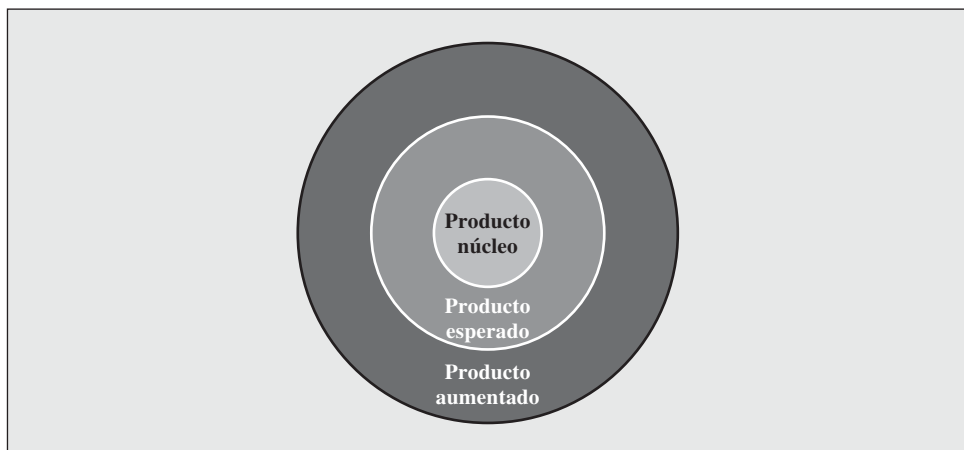 Producto
núcleo
Producto
esperado
Producto
aumentado